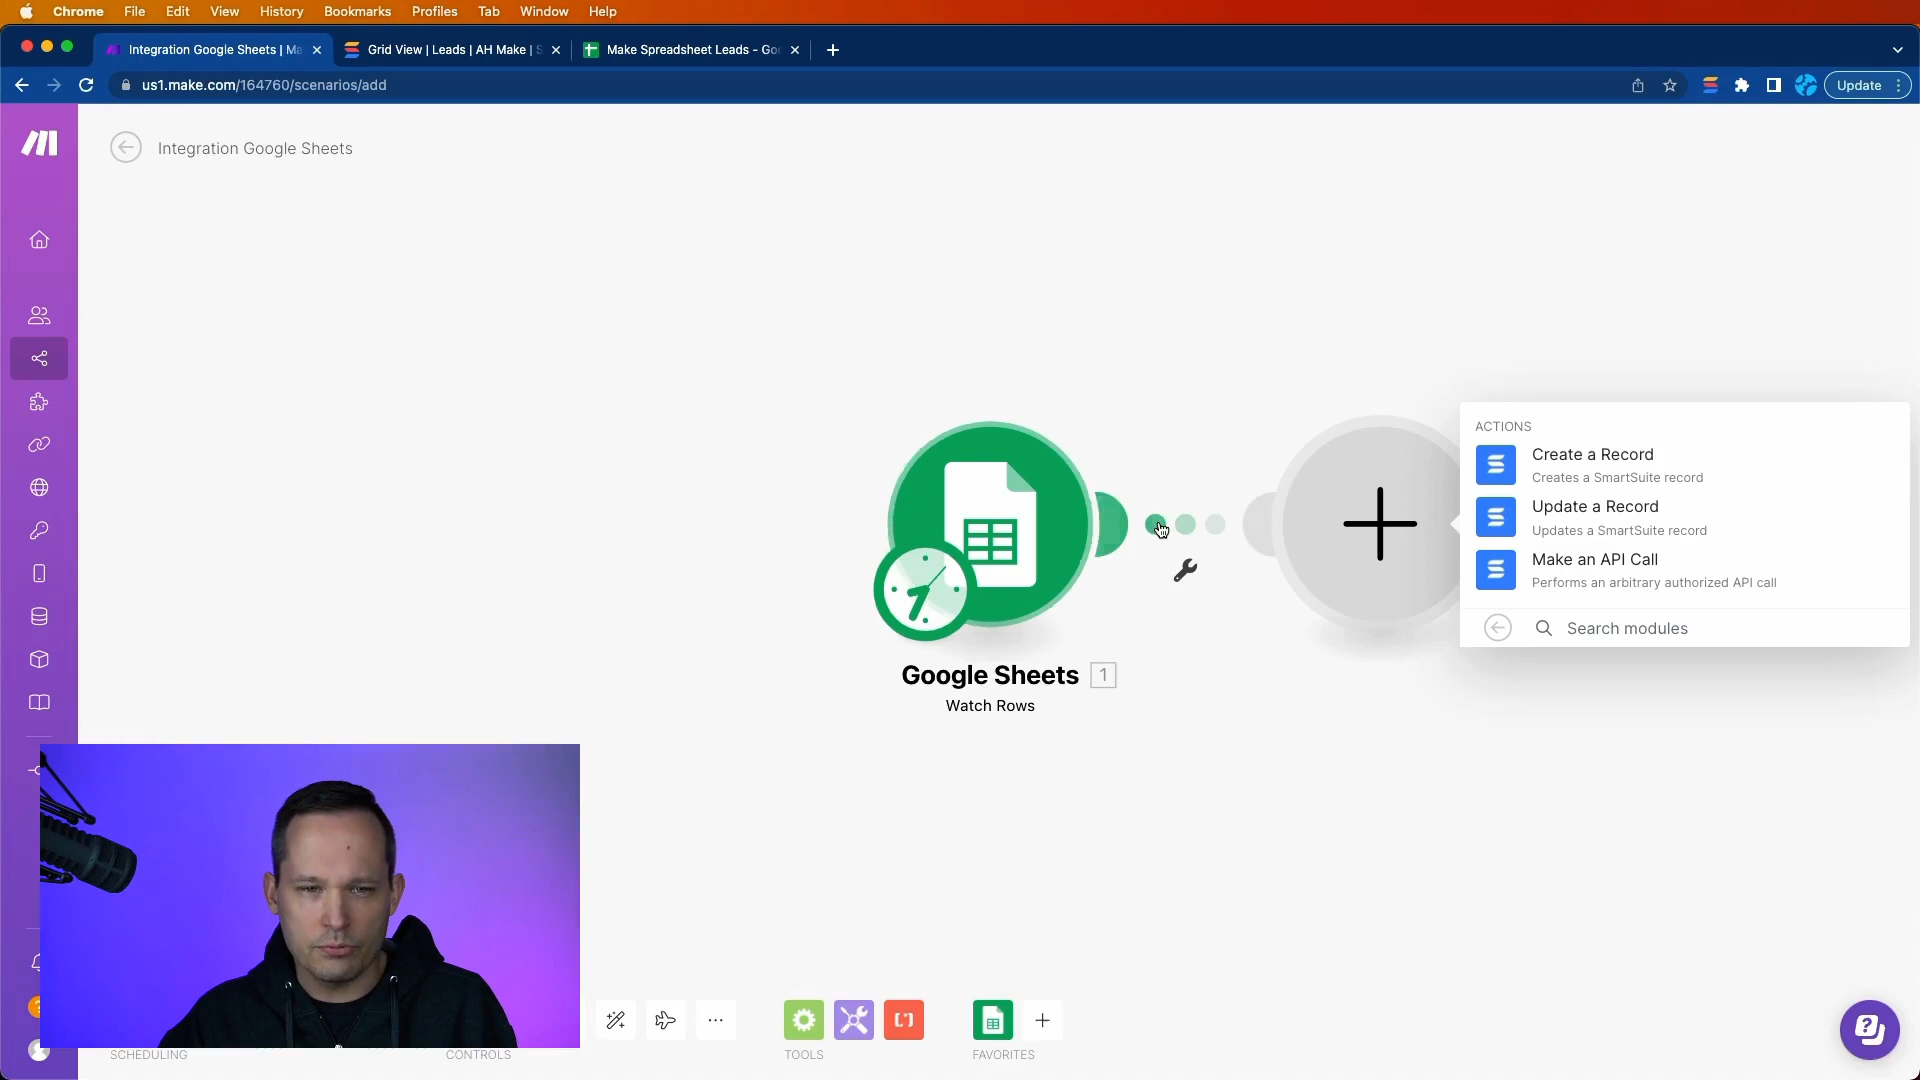 Chrome File Edit View History Bookmarks Profiles Tab Window Help
Integration Google Sheets | Ma
Grid View | Leads | AH Make | S
Make Spreadsheet Leads - Goo
us1.make.com/164760/scenarios/add
Update
Integration Google Sheets
ACTIONS
Create a Record
Creates a SmartSuite record
Update a Record
Updates a SmartSuite record
Make an API Call
Performs an arbitrary authorized API call
Search modules
Google Sheets 1
Watch Rows
SCHEDULING
CONTROLS
TOOLS
FAVORITES